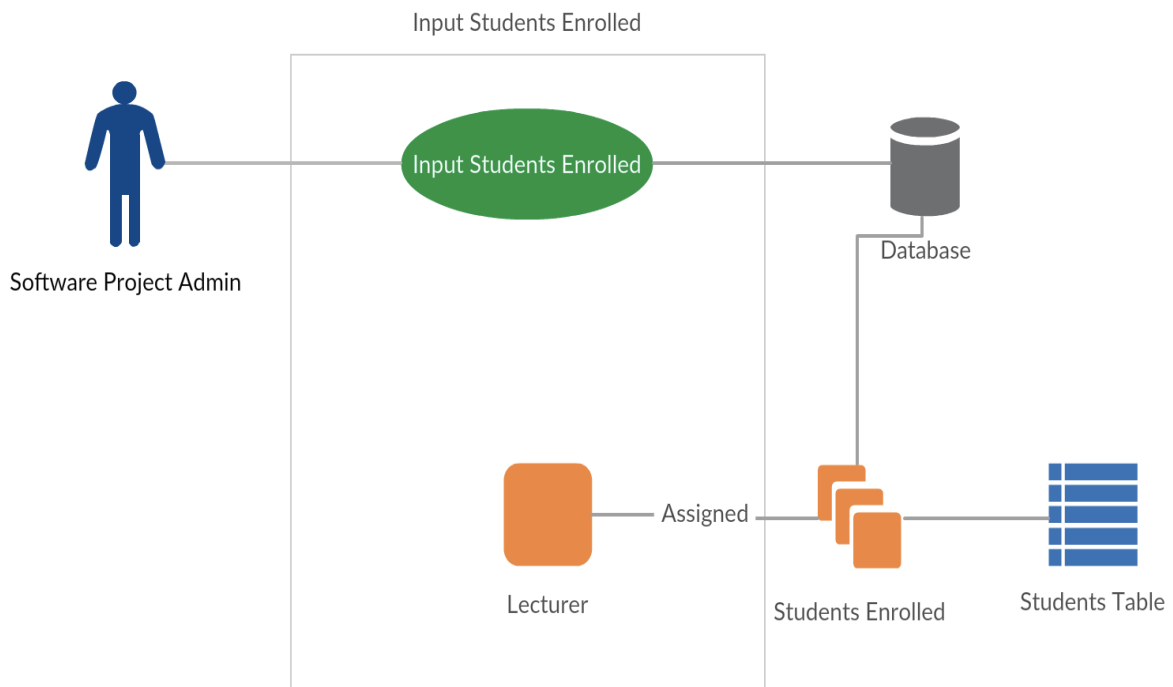 Input Students Enrolled
Input Students Enrolled
Database
Software Project Admin
Assigned
Lecturer
Students Enrolled
Students Table